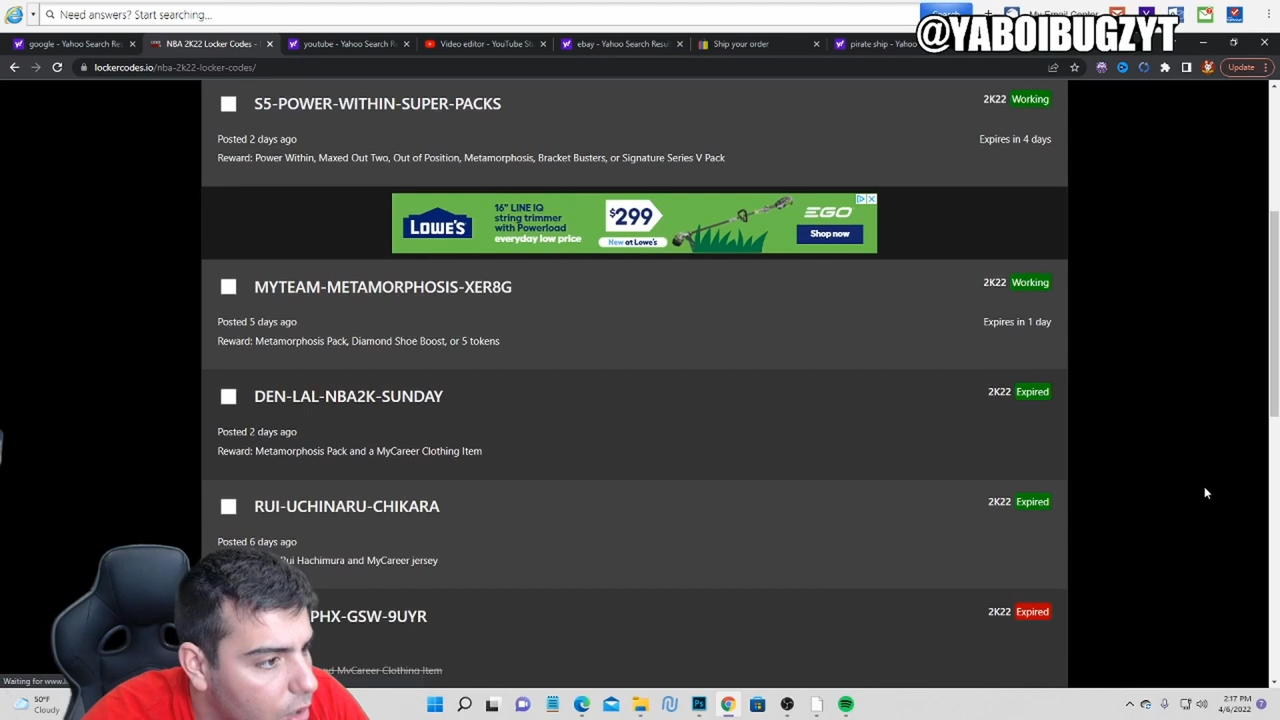 Needs answers? Start searching...
Search
My Email Center
@YABOIBUGZYT
google - Yahoo Search Res
NBA 2K22 Locker Codes -
youtube - Yahoo Search R
Video editor - YouTube St
ebay - Yahoo Search Resul
Ship your order
pirate ship - Yahoo
lockercodes.io/nba-2k22-locker-codes/
Update
S5-POWER-WITHIN-SUPER-PACKS
2K22 Working
Posted 2 days ago
Expires in 4 days
Reward: Power Within, Maxed Out Two, Out of Position, Metamorphosis, Bracket Busters, or Signature Series V Pack
LOWE'S
16" LINE IQ
string trimmer
with Powerload
everyday low price
$299
New at Lowe's
EGO
Shop now
MYTEAM-METAMORPHOSIS-XER8G
2K22 Working
Posted 5 days ago
Expires in 1 day
Reward: Metamorphosis Pack, Diamond Shoe Boost, or 5 tokens
DEN-LAL-NBA2K-SUNDAY
2K22 Expired
Posted 2 days ago
Reward: Metamorphosis Pack and a MyCareer Clothing Item
RUI-UCHINARU-CHIKARA
2K22 Expired
Posted 6 days ago
Rui Hachimura and MyCareer jersey
PHX-GSW-9UYR
2K22 Expired
MyCareer Clothing Item
Waiting for www.
50°F
Cloudy
2:17 PM
4/6/2022